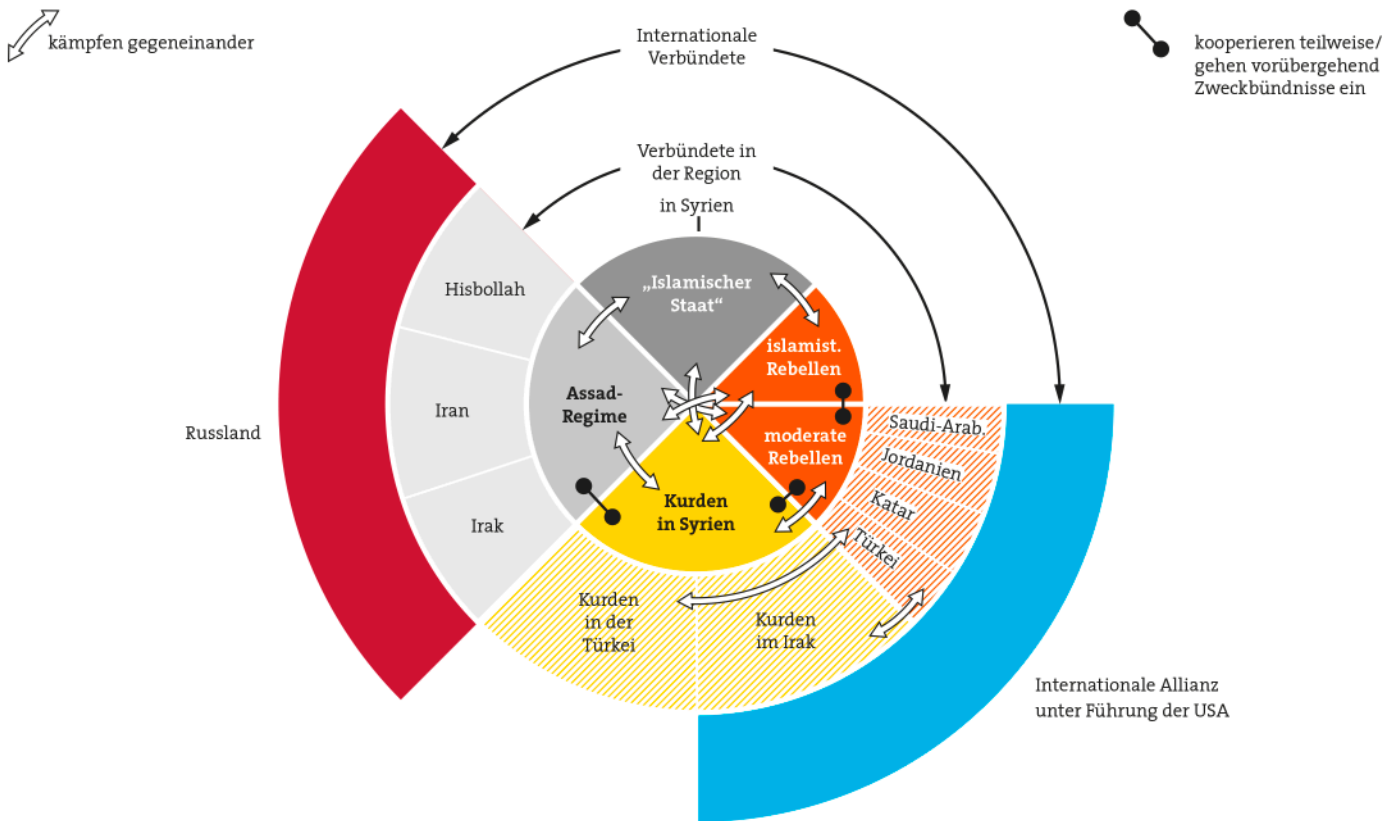 kämpfen gegeneinander
Internationale
Verbündete
kooperieren teilweise/
gehen vorübergehend
Zweckbündnisse ein
Verbündete in
der Region
in Syrien
„Islamischer
Staat“
Hisbollah
islamist.
Rebellen
Assad-
Regime
Iran
Russland
moderate
Rebellen
Saudi-Arab.
Jordanien
Katar
Türkei
Irak
Kurden
in Syrien
Kurden
in der
Türkei
Kurden
im Irak
Internationale Allianz
unter Führung der USA